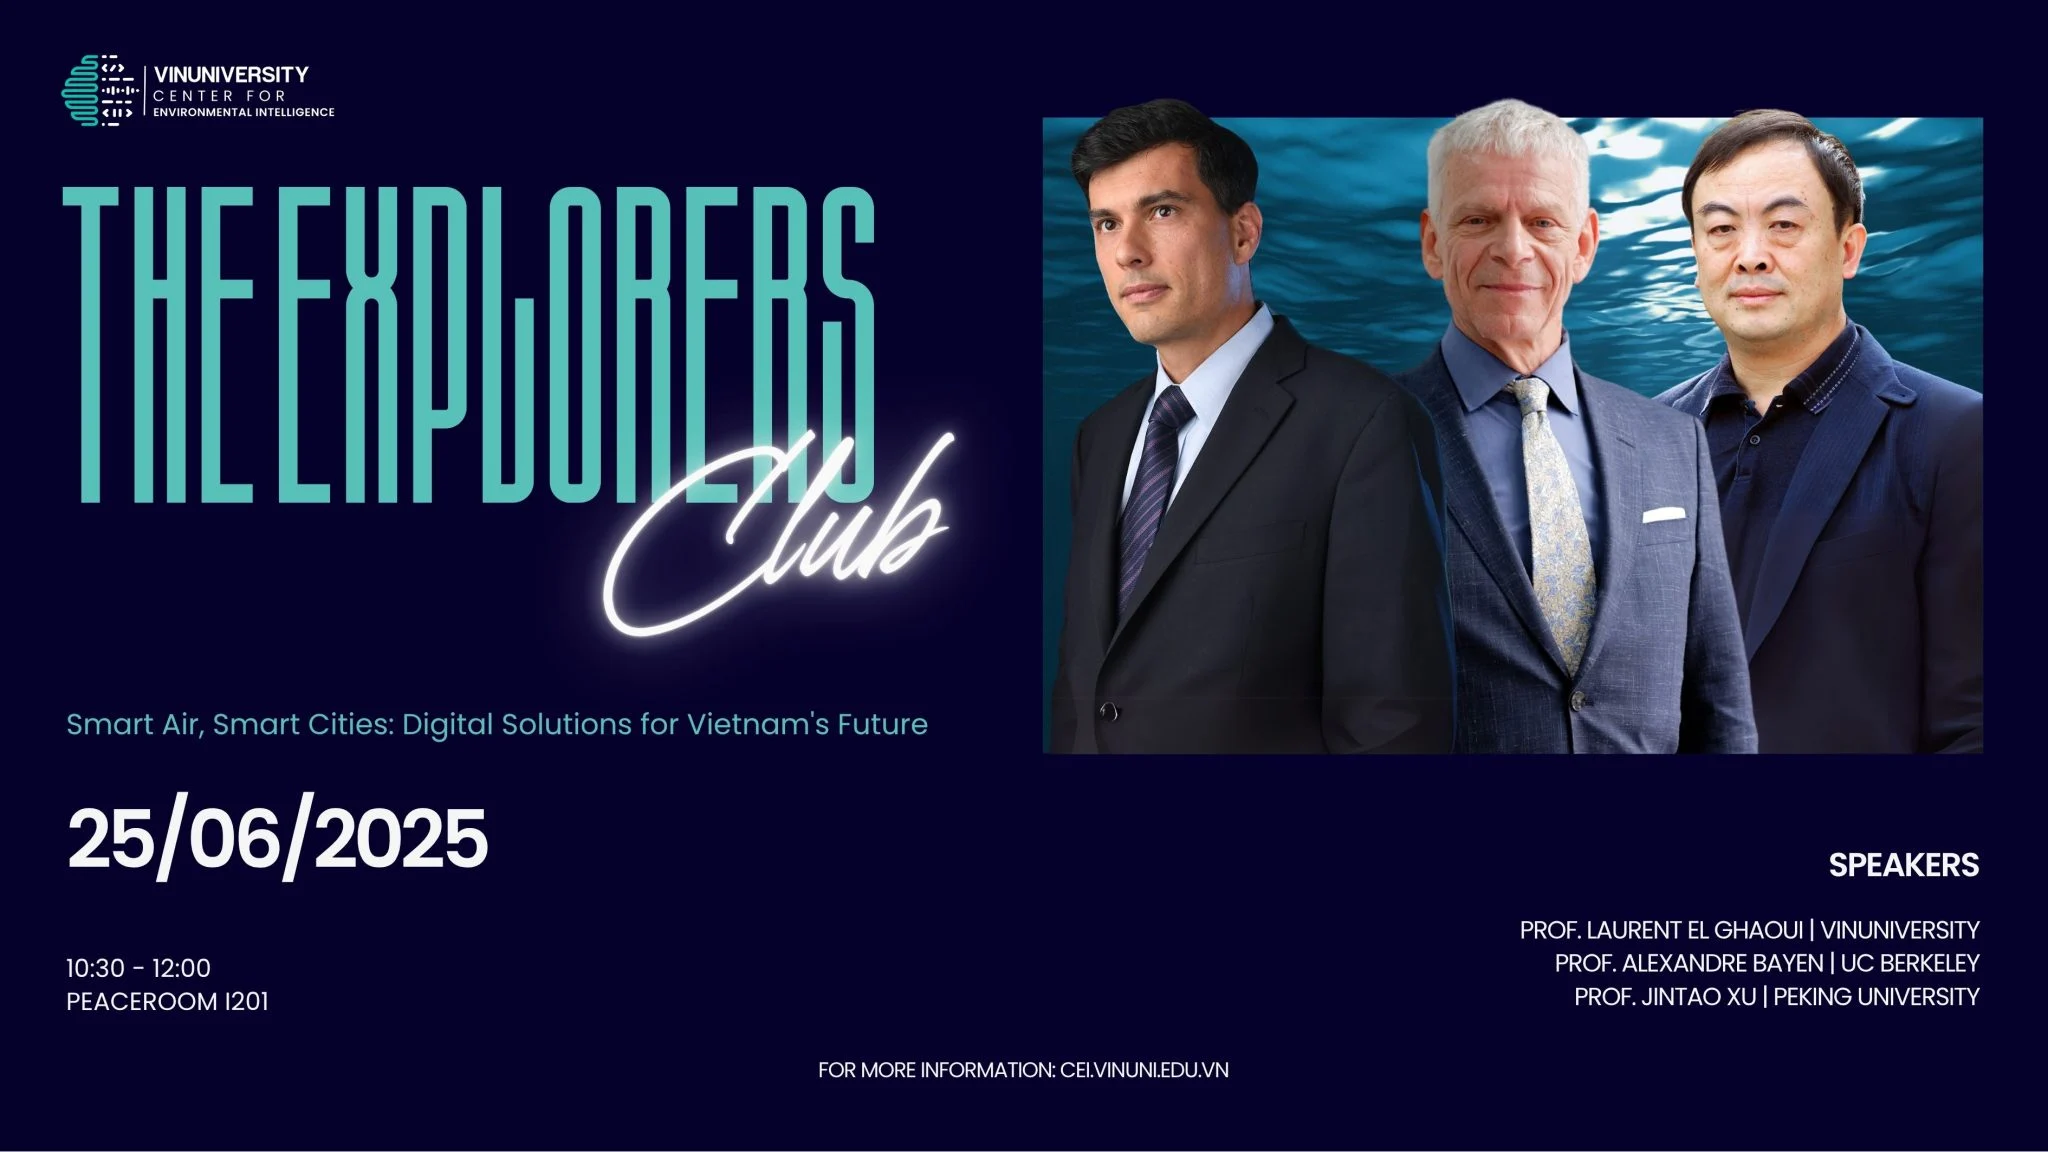 VINUNIVERSITY
CENTER FOR
ENVIRONMENTAL INTELLIGENCE
THE EXPLORERS
Club
Smart Air, Smart Cities: Digital Solutions for Vietnam's Future
25/06/2025
10:30 - 12:00
PEACEROOM I201
SPEAKERS
PROF. LAURENT EL GHAOUI | VINUNIVERSITY
PROF. ALEXANDRE BAYEN | UC BERKELEY
PROF. JINTAO XU | PEKING UNIVERSITY
FOR MORE INFORMATION: CEI.VINUNI.EDU.VN